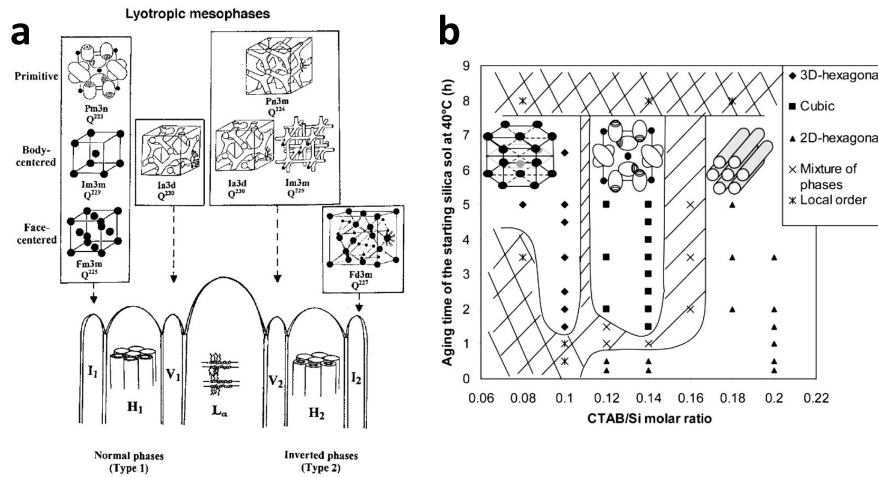 a
Lyotropic mesophases
Primitive
Pm3n
Q223
Pn3m
Q224
Body-
centered
Im3m
Q229
Ia3d
Q230
Ia3d
Q230
Im3m
Q229
Face-
centered
Fm3m
Q225
Fd3m
Q227
I1
H1
V1
Lα
V2
H2
I2
Normal phases
(Type 1)
Inverted phases
(Type 2)
b
Aging time of the starting silica sol at 40°C (h)
9
8
7
6
5
4
3
2
1
0
0.06 0.08 0.1 0.12 0.14 0.16 0.18 0.2 0.22
CTAB/Si molar ratio
3D-hexagona
Cubic
2D-hexagona
Mixture of
phases
Local order